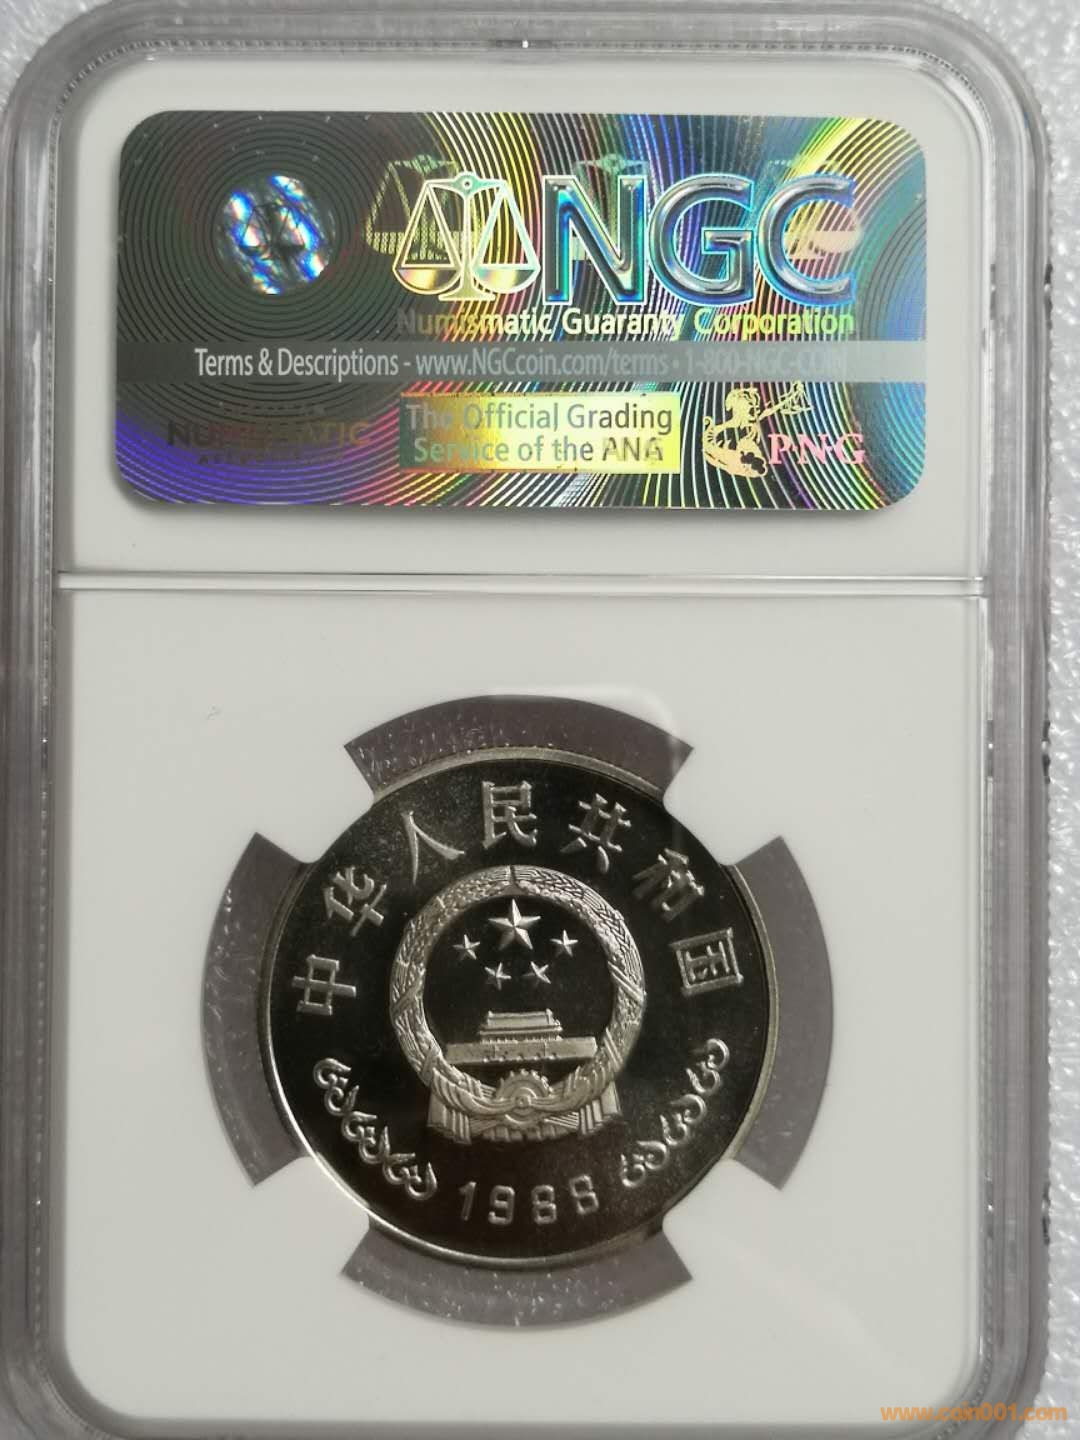 NGC
Numismatic Guaranty Corporation
Terms & Descriptions - www.NGCcoin.com/terms • 1-800-NGC-COIN
NUMISMATIC
The Official Grading
Service of the ANA
PNG
中华人民共和国
1988
www.coin001.com